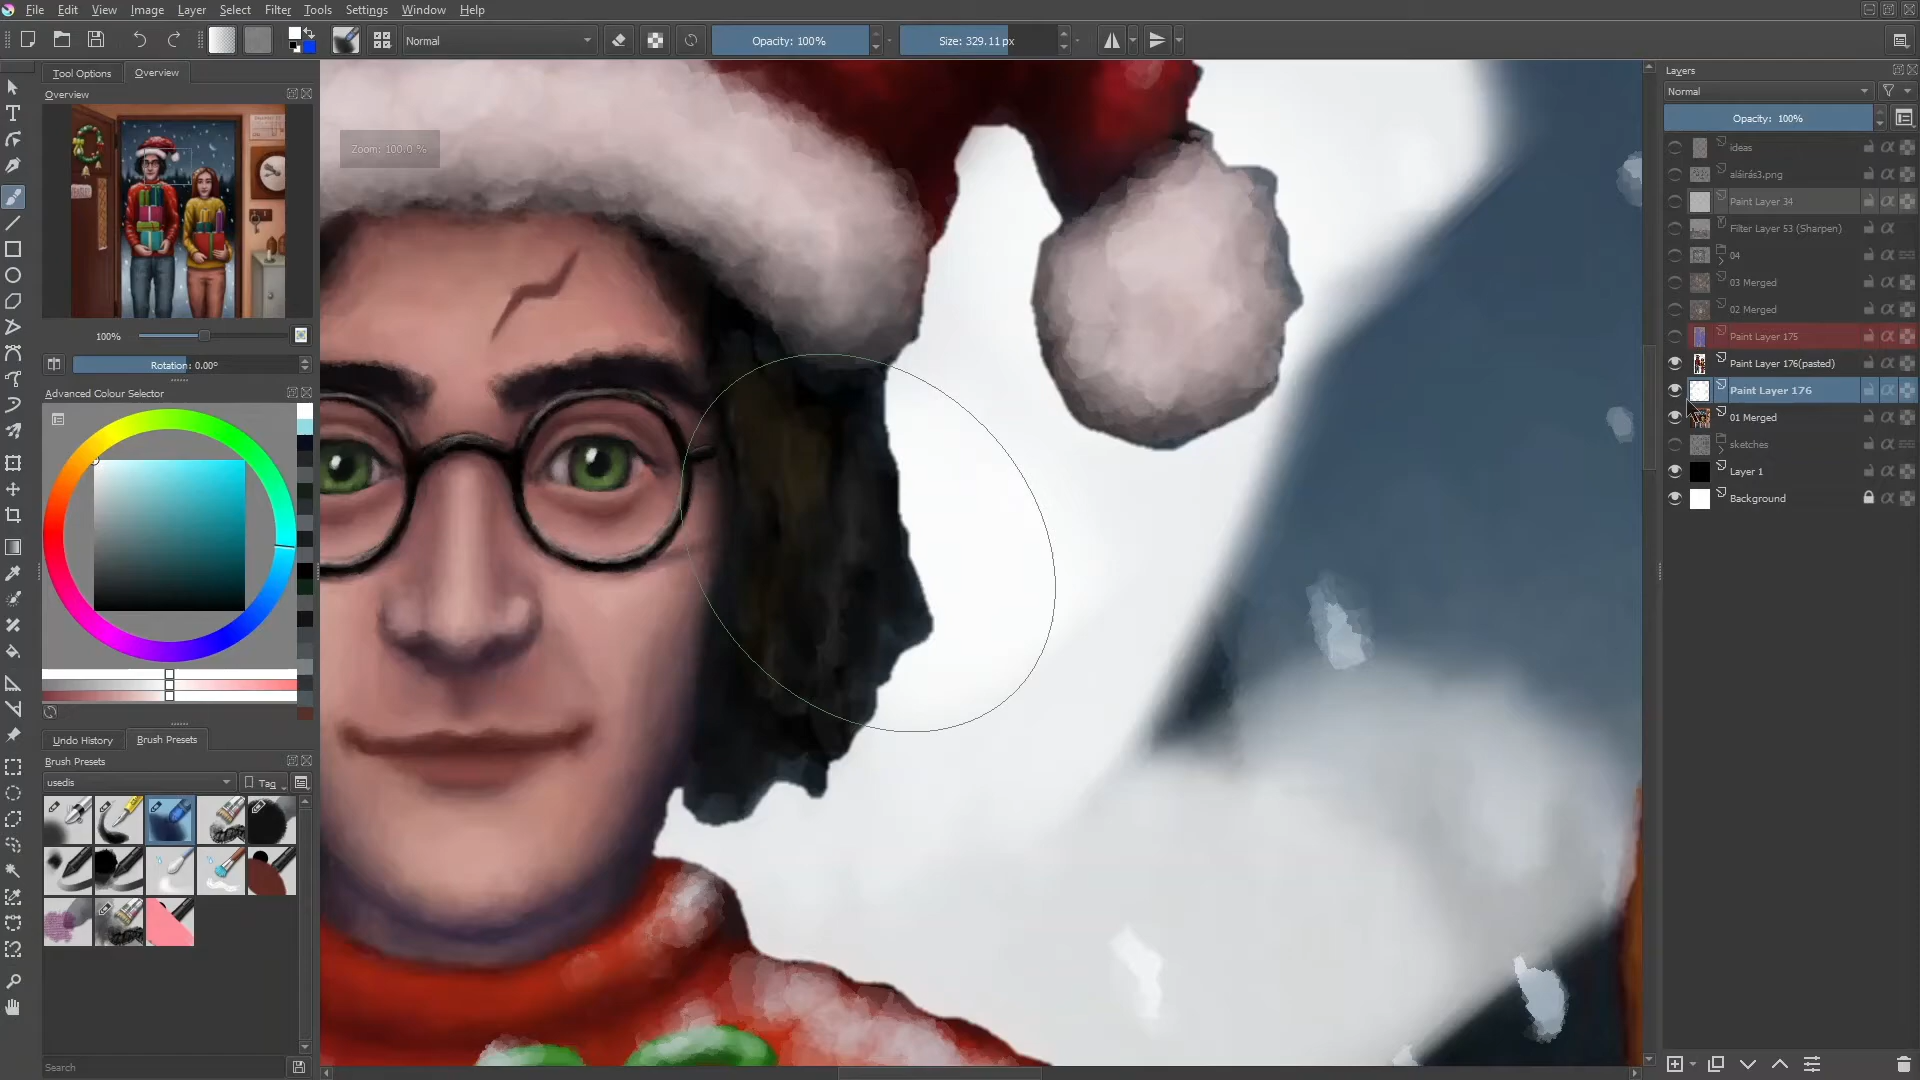 File Edit View Image Layer Select Filter Tools Settings Window Help
Normal
Opacity: 100%
Size: 329.11 px
Tool Options
Overview
Overview
100%
Rotation: 0.00°
Advanced Colour Selector
Undo History
Brush Presets
Brush Presets
usedis
Tag
Search
Zoom: 100.0 %
Layers
Normal
Opacity: 100%
ideas
aláírás3.png
Paint Layer 34
Filter Layer 53 (Sharpen)
04
03 Merged
02 Merged
Paint Layer 175
Paint Layer 176(pasted)
Paint Layer 176
01 Merged
sketches
Layer 1
Background